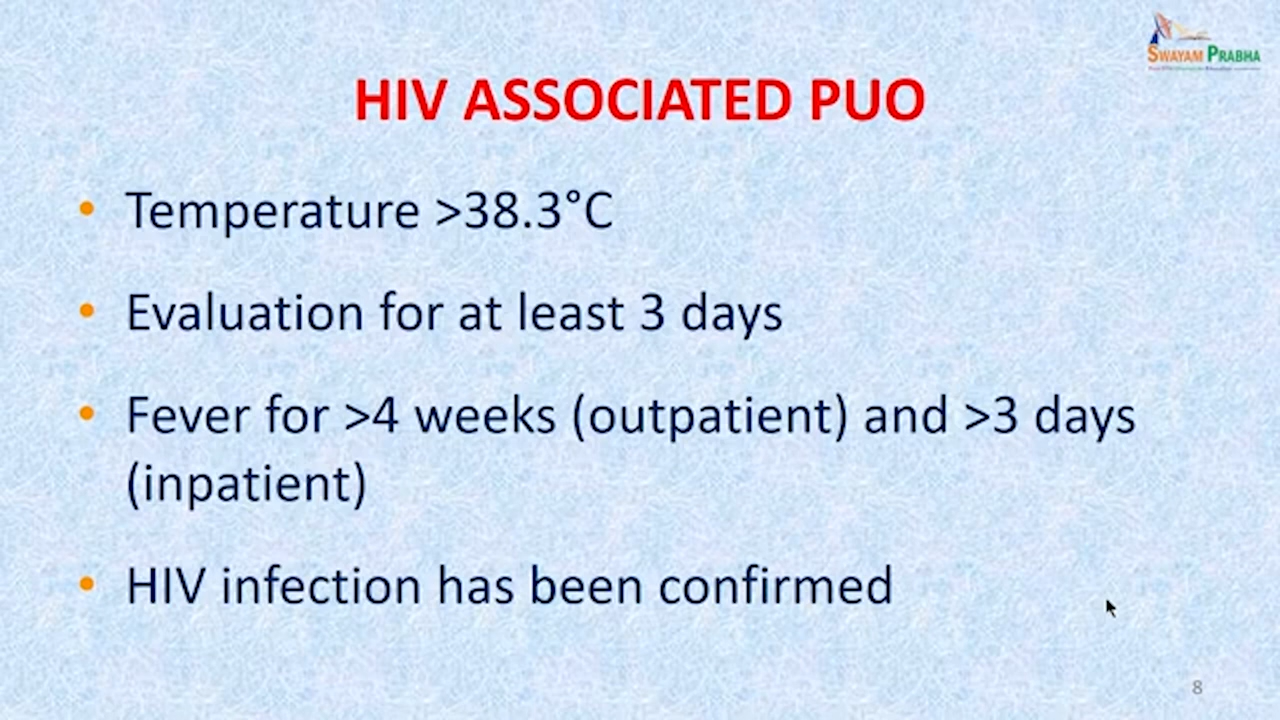 SWAYAM PRABHA
HIV ASSOCIATED PUO
• Temperature >38.3°C
• Evaluation for at least 3 days
• Fever for >4 weeks (outpatient) and >3 days
(inpatient)
• HIV infection has been confirmed
8